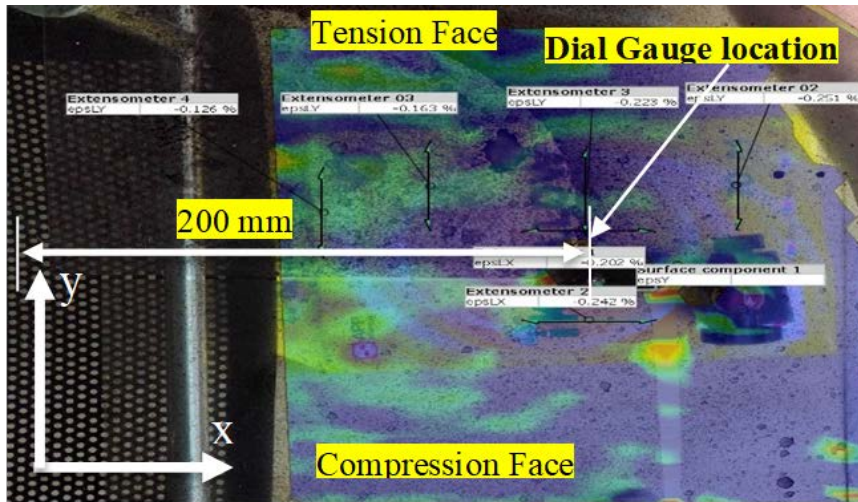 Tension Face
Dial Gauge location
Extensometer 4
epsLY -0.126 %
Extensometer 03
epsLY -0.163 %
Extensometer 3
epsLY -0.223 %
Extensometer 02
epsLY -0.251 %
200 mm
epsLX -0.202 %
Surface component 1
epsY
Extensometer 2
epsLX -0.242 %
y
x
Compression Face